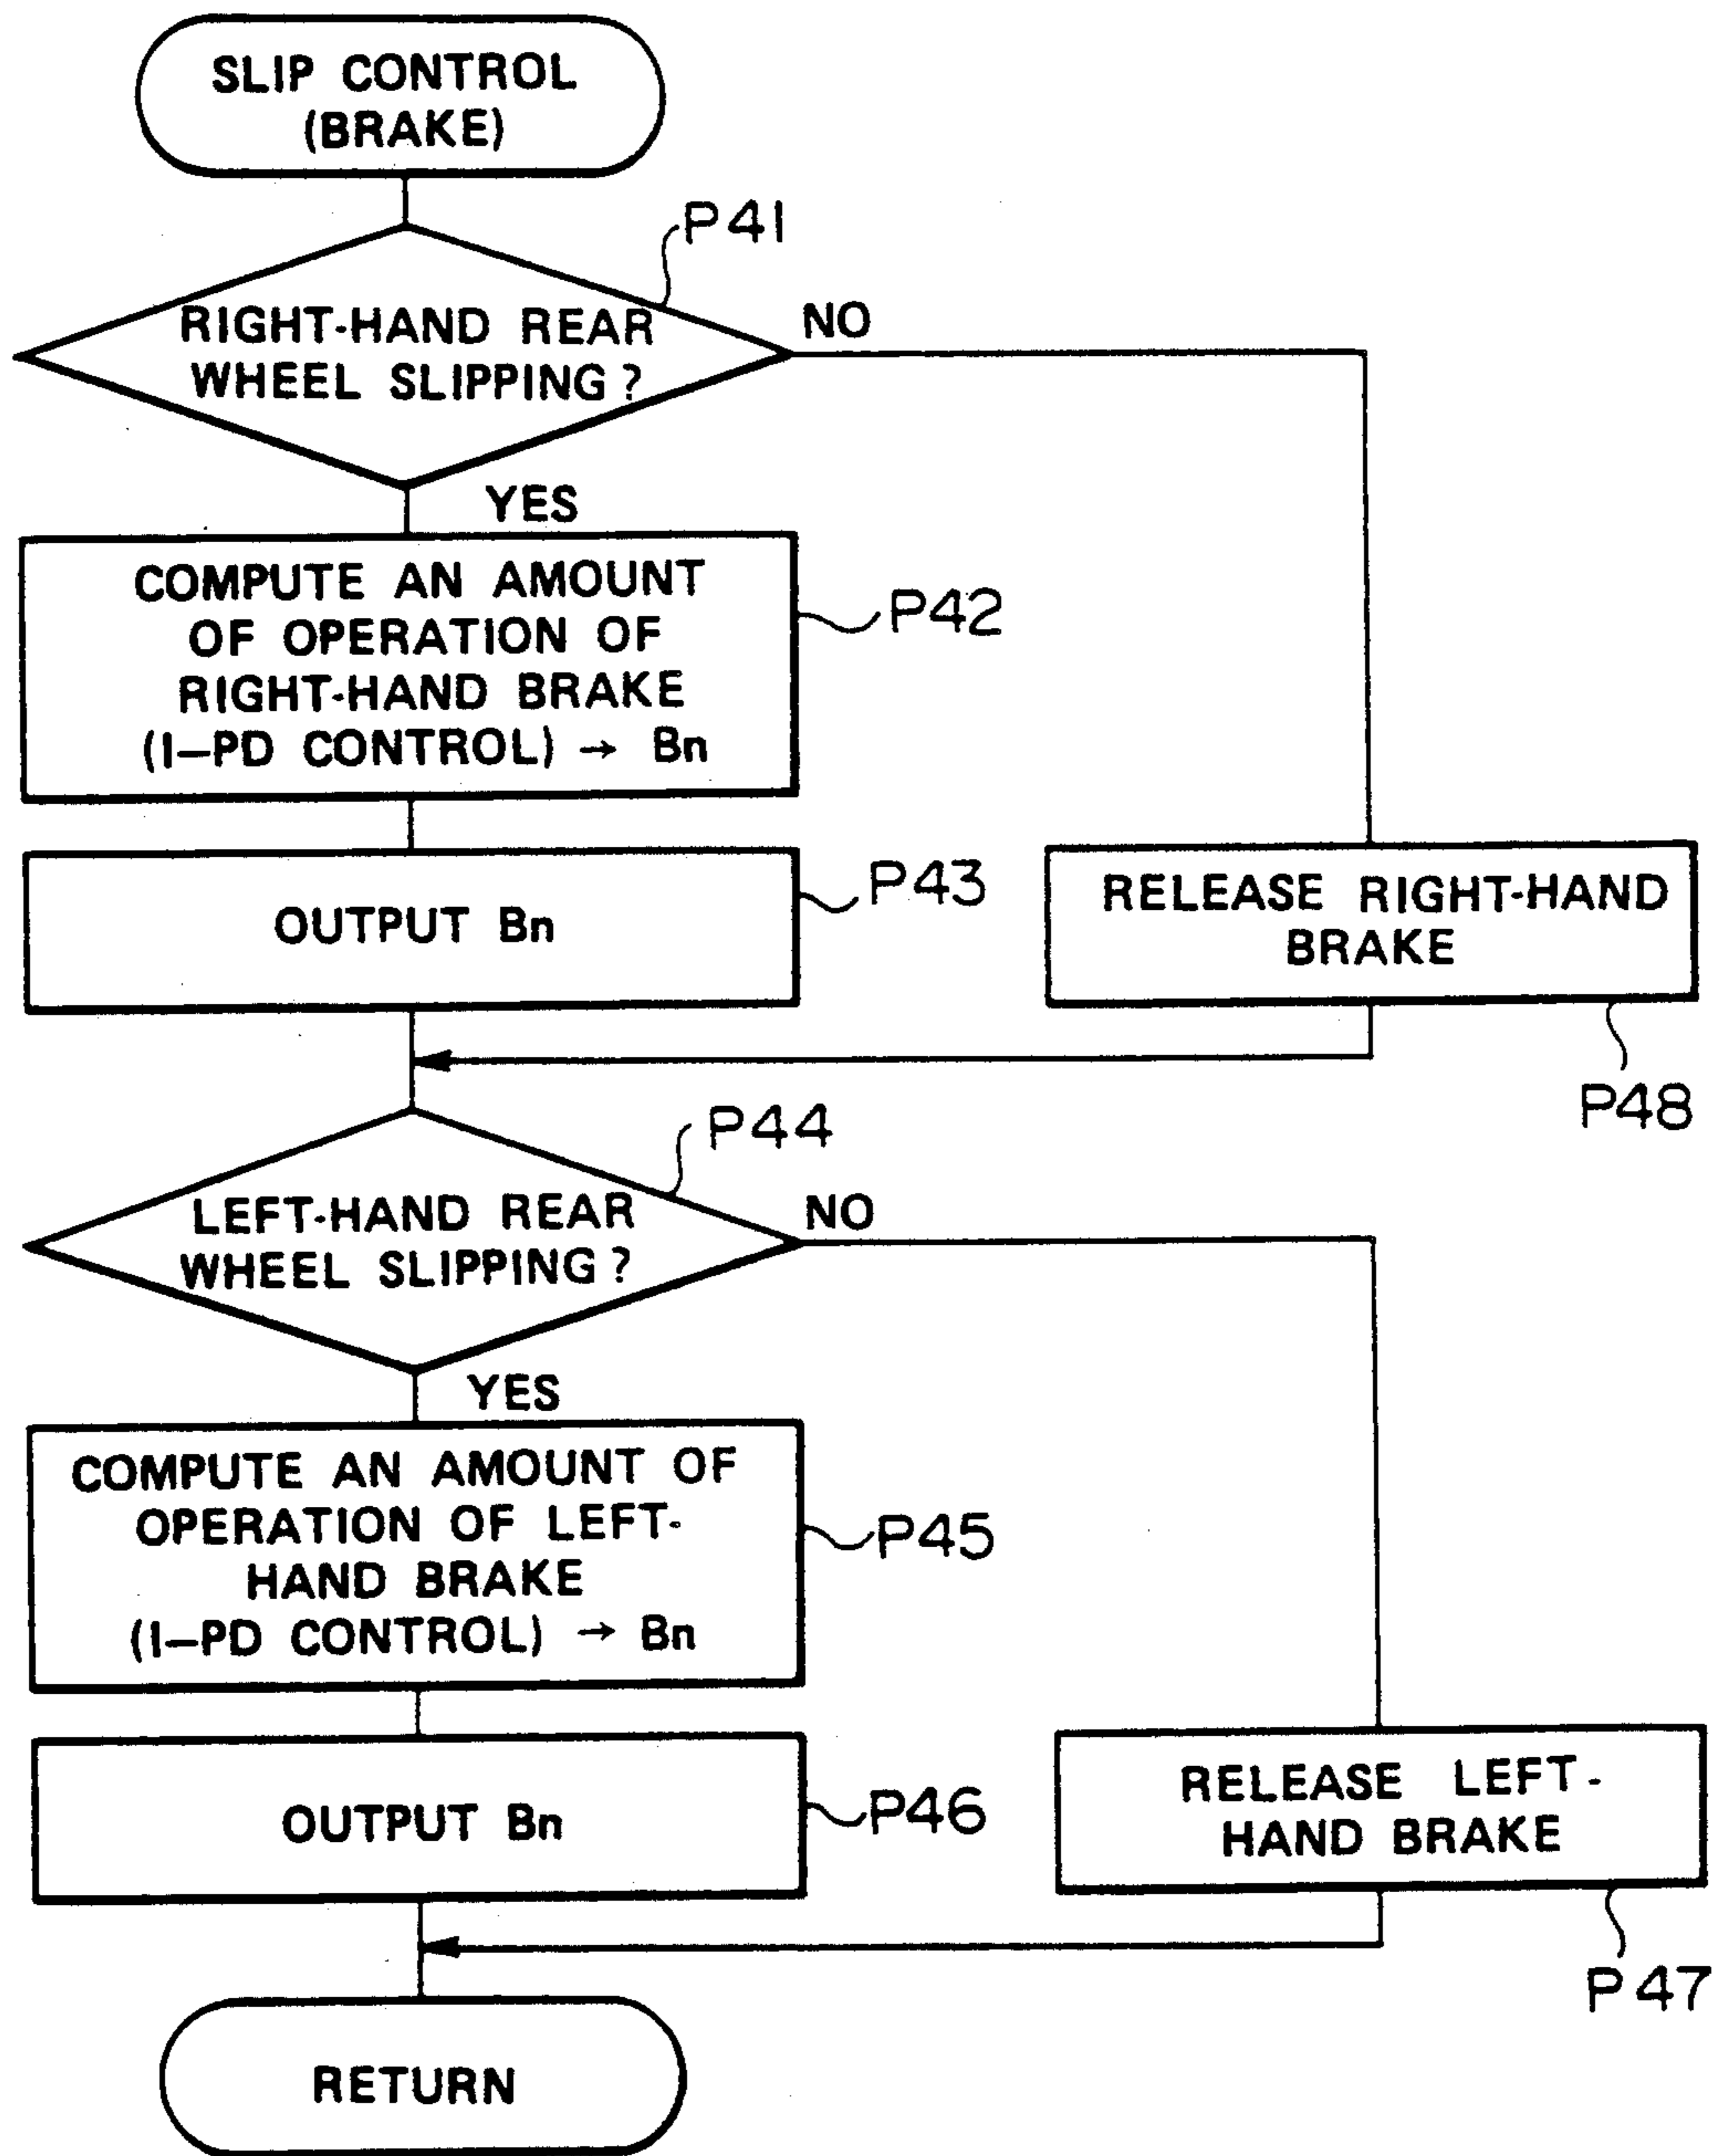 SLIP CONTROL
(BRAKE)
P41
RIGHT-HAND REAR
WHEEL SLIPPING?
NO
YES
COMPUTE AN AMOUNT
OF OPERATION OF
RIGHT-HAND BRAKE
(I-PD CONTROL) → Bn
P42
OUTPUT Bn
P43
RELEASE RIGHT-HAND
BRAKE
P48
P44
LEFT-HAND REAR
WHEEL SLIPPING?
NO
YES
COMPUTE AN AMOUNT OF
OPERATION OF LEFT-
HAND BRAKE
(I-PD CONTROL) → Bn
P45
OUTPUT Bn
P46
RELEASE LEFT-
HAND BRAKE
P47
RETURN